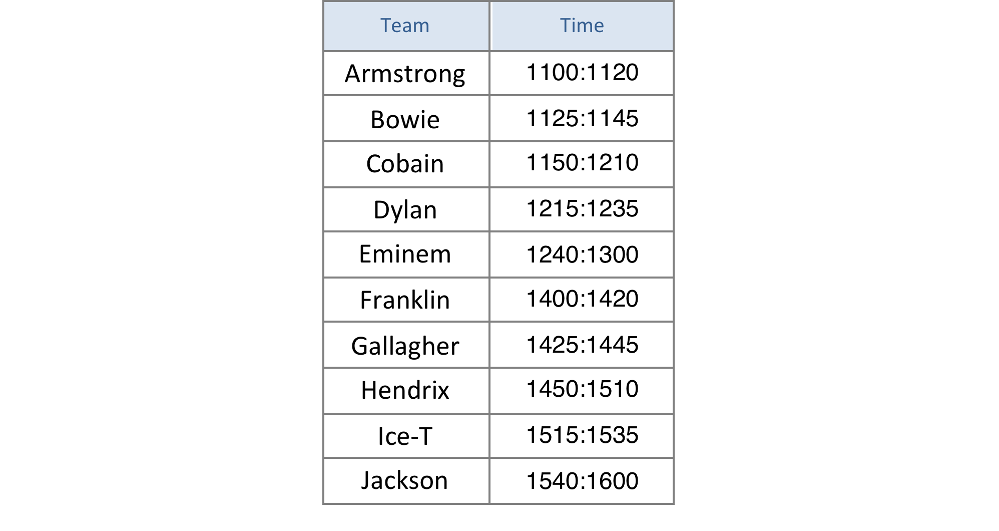 Team Time
Armstrong 1100:1120
Bowie 1125:1145
Cobain 1150:1210
Dylan 1215:1235
Eminem 1240:1300
Franklin 1400:1420
Gallagher 1425:1445
Hendrix 1450:1510
Ice-T 1515:1535
Jackson 1540:1600